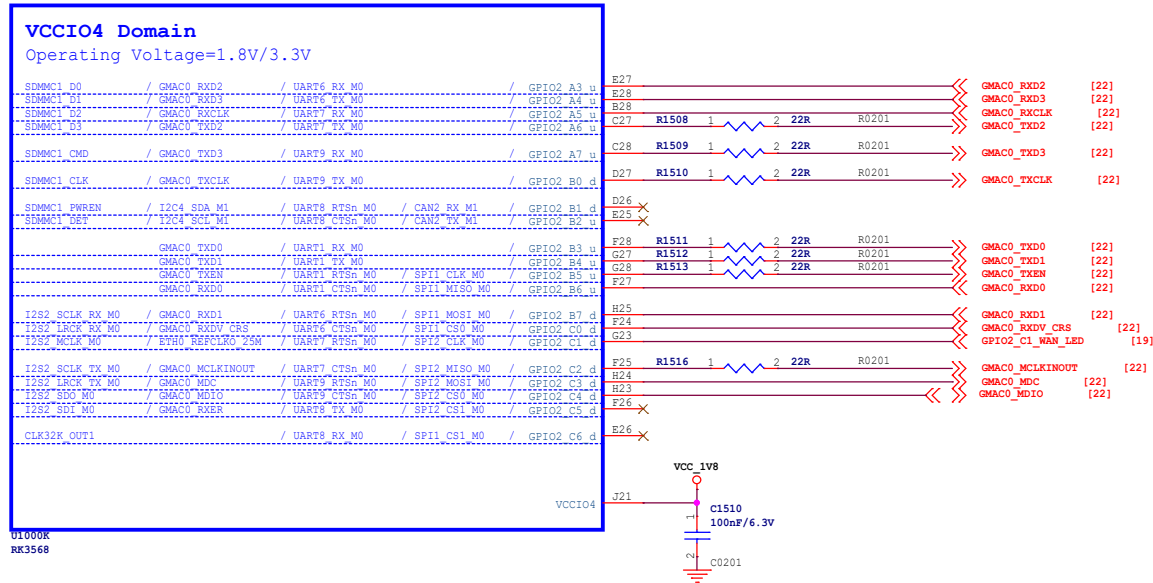 VCCIO4 Domain
Operating Voltage=1.8V/3.3V
SDMMC1_D0 / GMAC0_RXD2 / UART6_RX_M0 / GPIO2_A3_u E27 GMAC0_RXD2 [22]
SDMMC1_D1 / GMAC0_RXD3 / UART6_TX_M0 / GPIO2_A4_u E28 GMAC0_RXD3 [22]
SDMMC1_D2 / GMAC0_RXCLK / UART7_RX_M0 / GPIO2_A5_u B28 GMAC0_RXCLK [22]
SDMMC1_D3 / GMAC0_TXD2 / UART7_TX_M0 / GPIO2_A6_u C27 R1508 1 2 22R R0201 GMAC0_TXD2 [22]
SDMMC1_CMD / GMAC0_TXD3 / UART9_RX_M0 / GPIO2_A7_u C28 R1509 1 2 22R R0201 GMAC0_TXD3 [22]
SDMMC1_CLK / GMAC0_TXCLK / UART9_TX_M0 / GPIO2_B0_d D27 R1510 1 2 22R R0201 GMAC0_TXCLK [22]
SDMMC1_PWREN / I2C4_SDA_M1 / UART8_RTSn_M0 / CAN2_RX_M1 / GPIO2_B1_d D26
SDMMC1_DET / I2C4_SCL_M1 / UART8_CTSn_M0 / CAN2_TX_M1 / GPIO2_B2_u E25
GMAC0_TXD0 / UART1_RX_M0 / GPIO2_B3_u F28 R1511 1 2 22R R0201 GMAC0_TXD0 [22]
GMAC0_TXD1 / UART1_TX_M0 / GPIO2_B4_u G27 R1512 1 2 22R R0201 GMAC0_TXD1 [22]
GMAC0_TXEN / UART1_RTSn_M0 / SPI1_CLK_M0 / GPIO2_B5_u G28 R1513 1 2 22R R0201 GMAC0_TXEN [22]
GMAC0_RXD0 / UART1_CTSn_M0 / SPI1_MISO_M0 / GPIO2_B6_u F27 GMAC0_RXD0 [22]
I2S2_SCLK_RX_M0 / GMAC0_RXD1 / UART6_RTSn_M0 / SPI1_MOSI_M0 / GPIO2_B7_d H25 GMAC0_RXD1 [22]
I2S2_LRCK_RX_M0 / GMAC0_RXDV_CRS / UART6_CTSn_M0 / SPI1_CS0_M0 / GPIO2_C0_d F24 GMAC0_RXDV_CRS [22]
I2S2_MCLK_M0 / ETH0_REFCLKO_25M / UART7_RTSn_M0 / SPI2_CLK_M0 / GPIO2_C1_d G23 GPIO2_C1_WAN_LED [19]
I2S2_SCLK_TX_M0 / GMAC0_MCLKINOUT / UART7_CTSn_M0 / SPI2_MISO_M0 / GPIO2_C2_d F25 R1516 1 2 22R R0201 GMAC0_MCLKINOUT [22]
I2S2_LRCK_TX_M0 / GMAC0_MDC / UART9_RTSn_M0 / SPI2_MOSI_M0 / GPIO2_C3_d H24 GMAC0_MDC [22]
I2S2_SDO_M0 / GMAC0_MDIO / UART9_CTSn_M0 / SPI2_CS0_M0 / GPIO2_C4_d H23 GMAC0_MDIO [22]
I2S2_SDI_M0 / GMAC0_RXER / UART8_TX_M0 / SPI2_CS1_M0 / GPIO2_C5_d F26
CLK32K_OUT1 / UART8_RX_M0 / SPI1_CS1_M0 / GPIO2_C6_d E26
VCC_1V8
VCCIO4 J21
1 C1510
100nF/6.3V
2 C0201
U1000K
RK3568